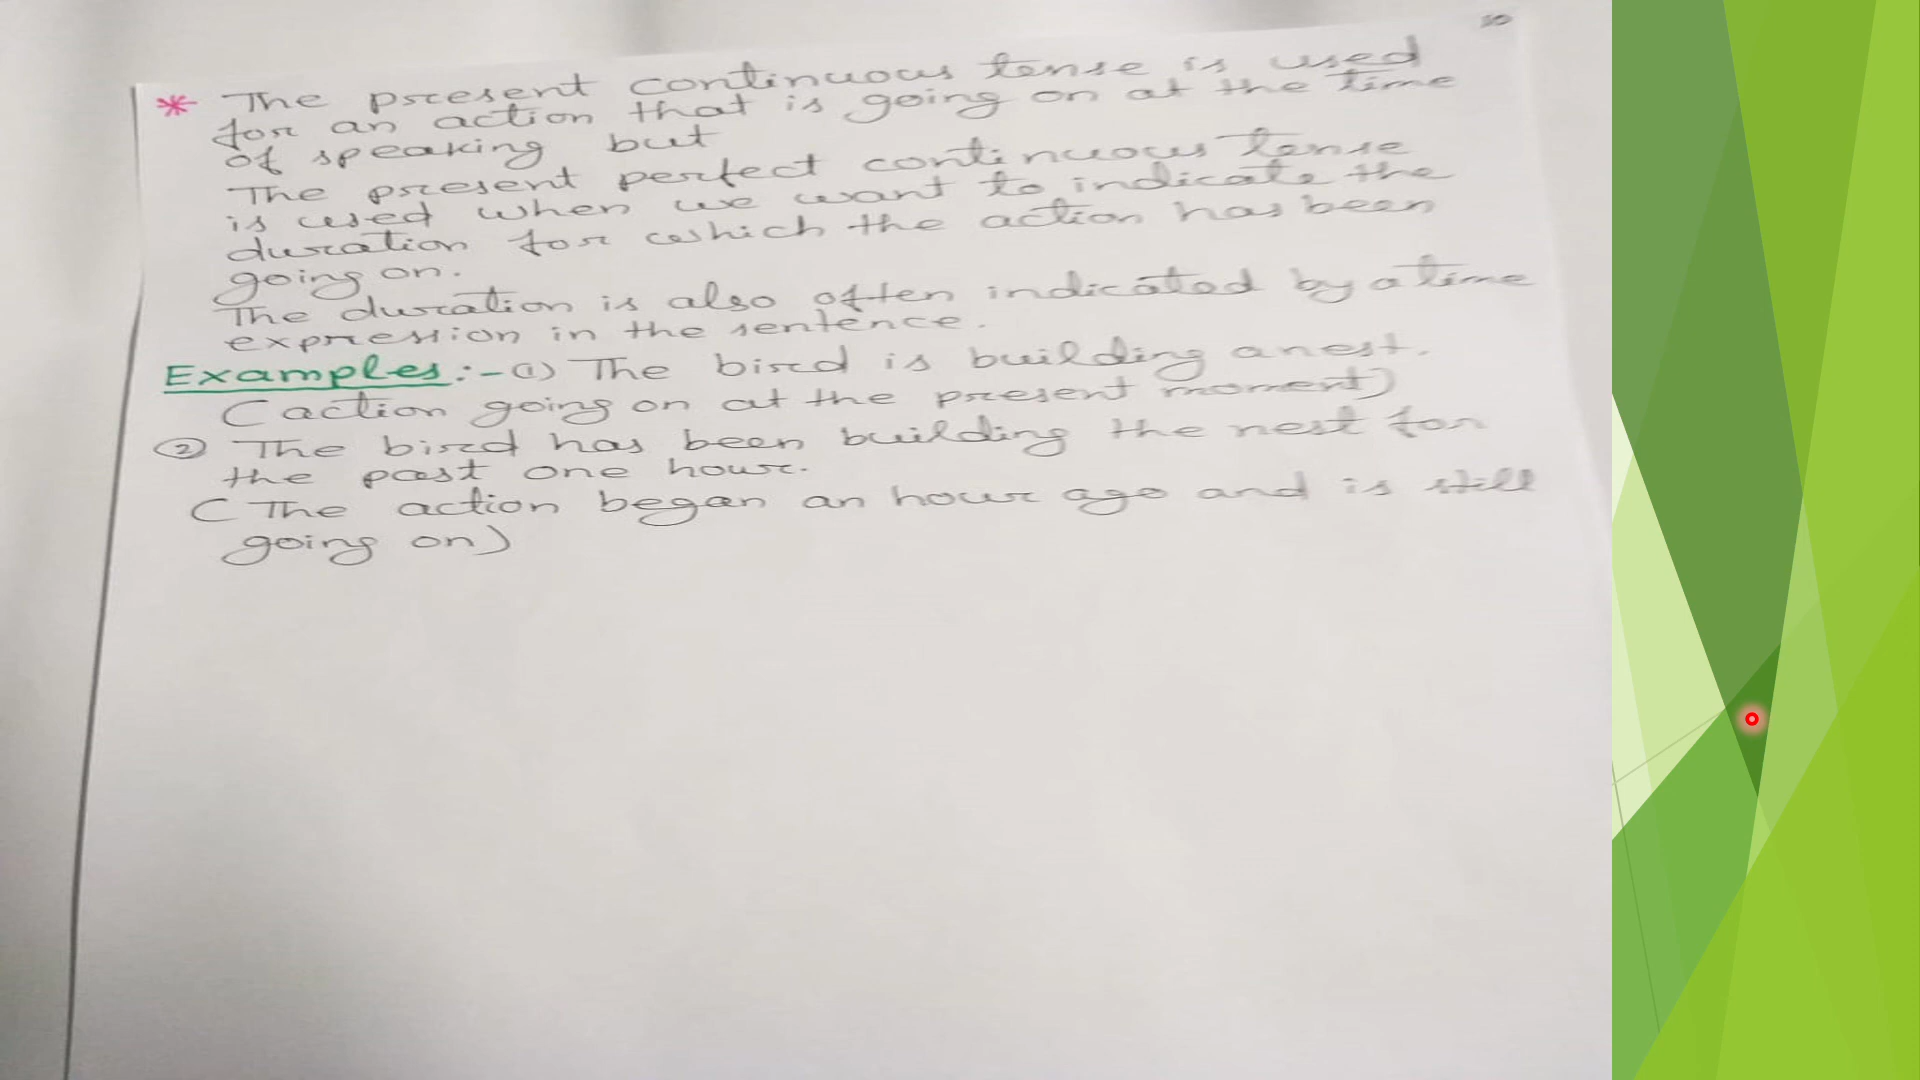 10
* The present continuous tense is used
for an action that is going on at the time
of speaking but
The present perfect continuous tense
is used when we want to indicate the
duration for which the action has been
going on.
The duration is also often indicated by a time
expression in the sentence.
Examples:- (1) The bird is building a nest.
(action going on at the present moment)
(2) The bird has been building the nest for
the past one hour.
(The action began an hour ago and is still
going on)